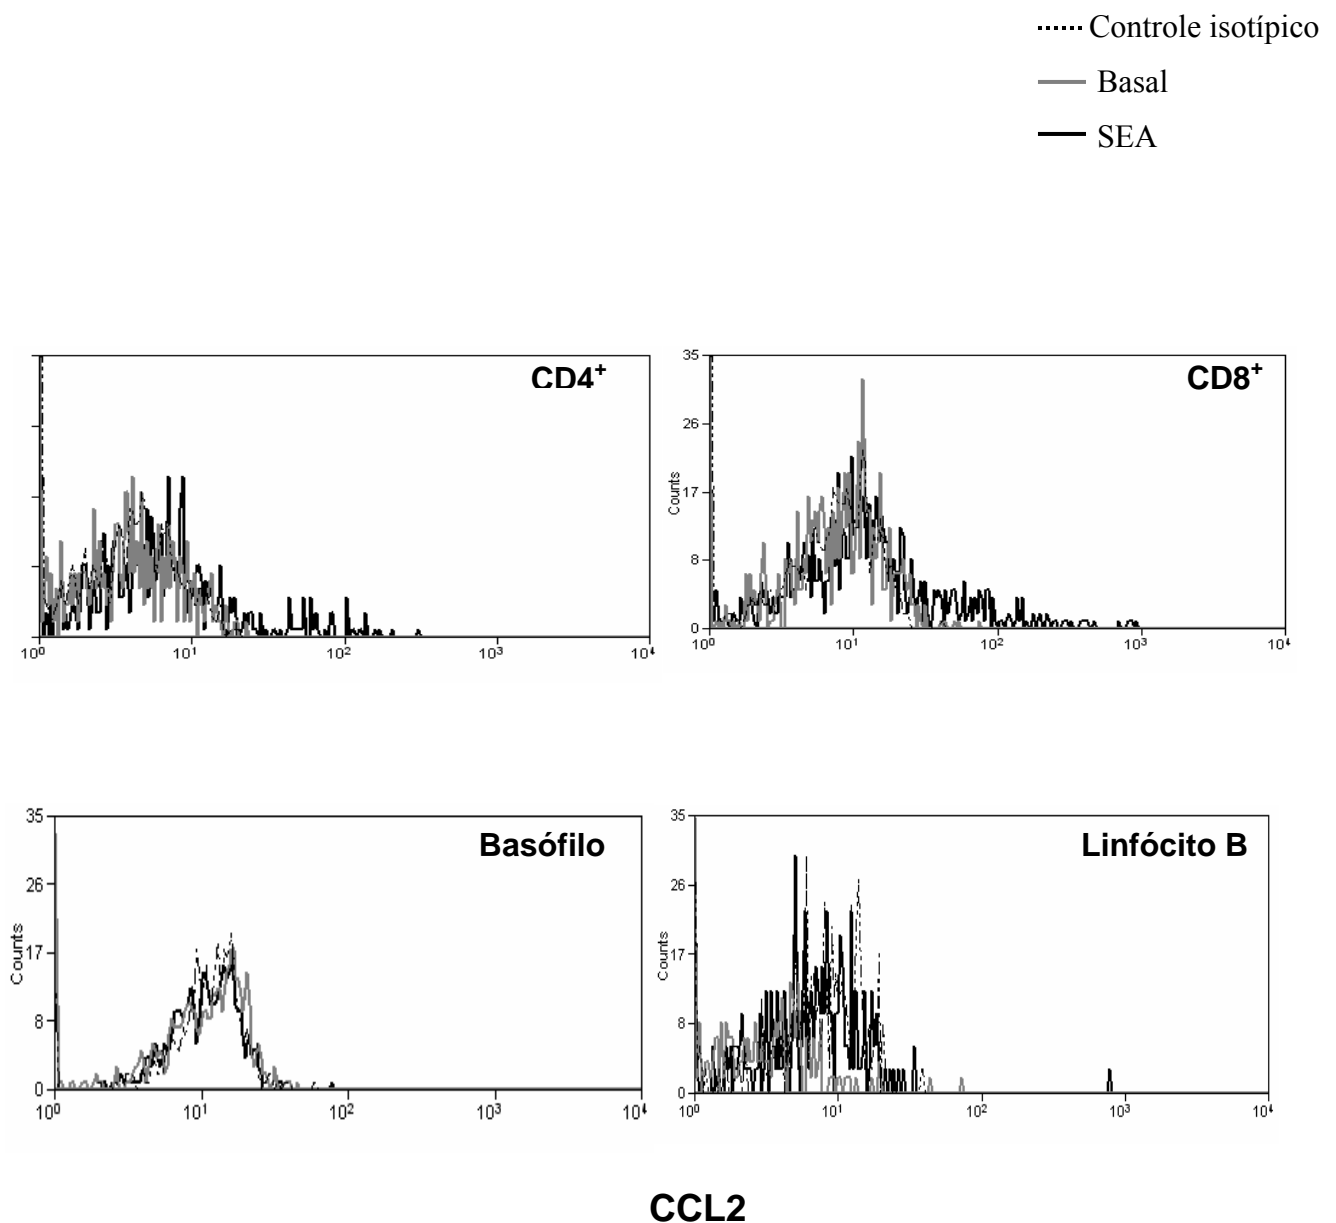 Controle isotípico
Basal
SEA
CD4⁺
10⁰ 10¹ 10² 10³ 10⁴
CD8⁺
35
26
17
8
0
Counts
10⁰ 10¹ 10² 10³ 10⁴
Basófilo
35
26
17
8
0
Counts
10⁰ 10¹ 10² 10³ 10⁴
Linfócito B
35
26
17
8
0
Counts
10⁰ 10¹ 10² 10³ 10⁴
CCL2